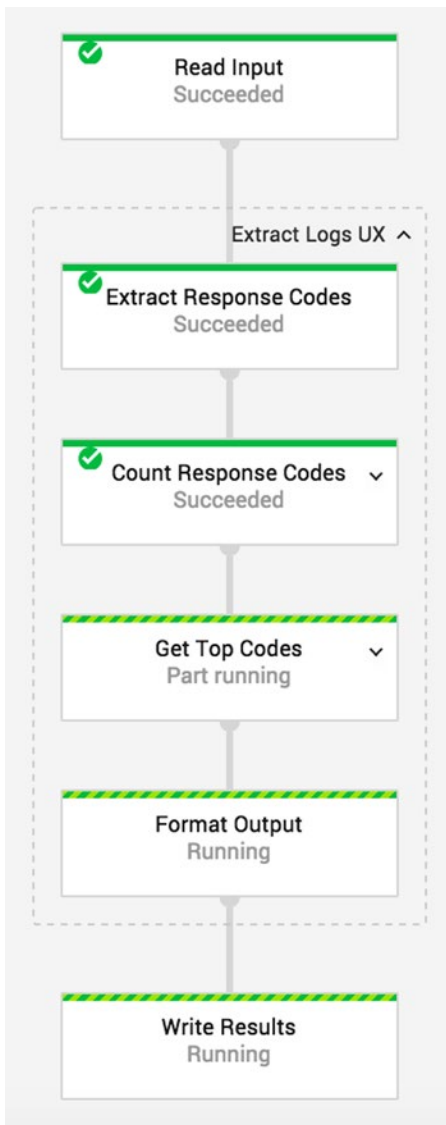 Read Input
Succeeded
Extract Logs UX
Extract Response Codes
Succeeded
Count Response Codes
Succeeded
Get Top Codes
Part running
Format Output
Running
Write Results
Running